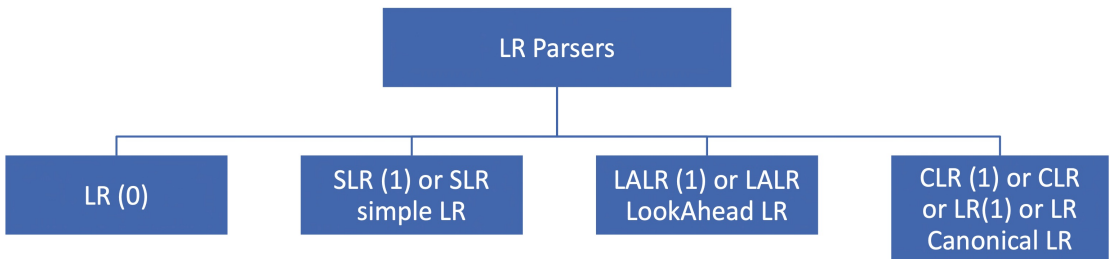 LR Parsers
LR (0)
SLR (1) or SLR
simple LR
LALR (1) or LALR
LookAhead LR
CLR (1) or CLR
or LR(1) or LR
Canonical LR